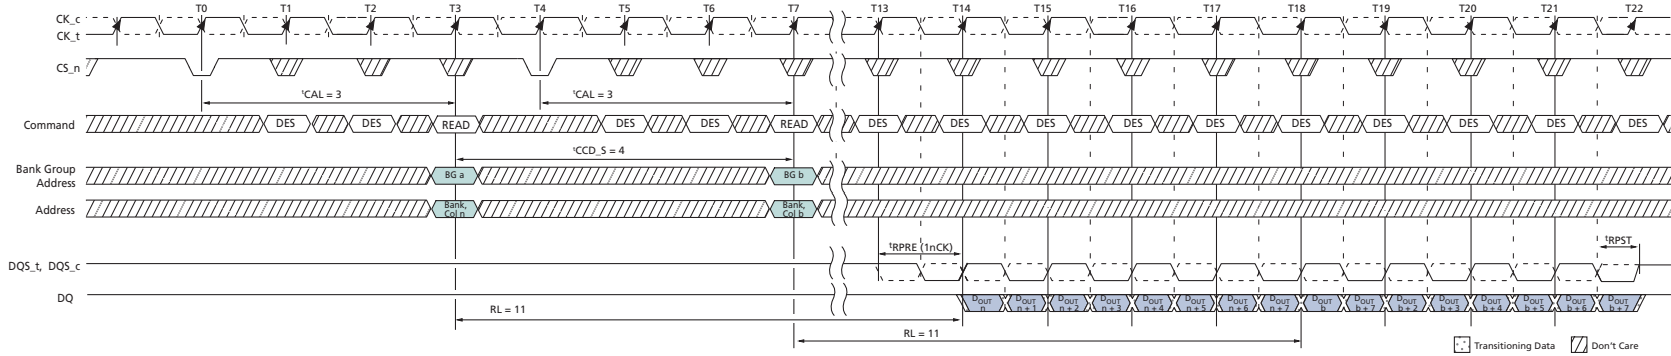 T0 T1 T2 T3 T4 T5 T6 T7 T13 T14 T15 T16 T17 T18 T19 T20 T21 T22
CK_c
CK_t
CS_n
tCAL = 3 tCAL = 3
Command DES DES READ DES DES READ DES DES DES DES DES DES DES DES DES DES
tCCD_S = 4
Bank Group
Address
BG a BG b
Address
Bank, Bank,
Col n Col b
tRPRE (1nCK) tRPST
DQS_t, DQS_c
DQ
DOUT DOUT DOUT DOUT DOUT DOUT DOUT DOUT DOUT DOUT DOUT DOUT DOUT DOUT DOUT DOUT
n n + 1 n + 2 n + 3 n + 4 n + 5 n + 6 n + 7 b b + 7 b + 2 b + 3 b + 4 b + 5 b + 6 b + 7
RL = 11
RL = 11
Transitioning Data Don't Care